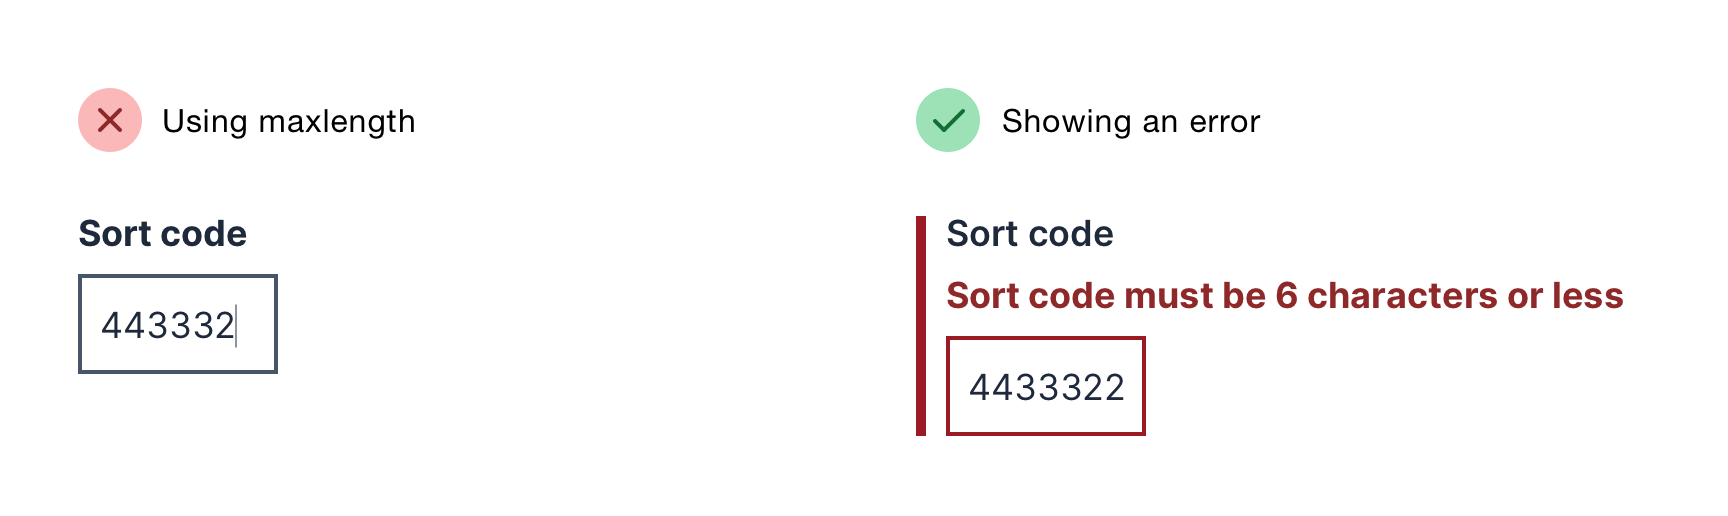 Using maxlength
Sort code
443332
Showing an error
Sort code
Sort code must be 6 characters or less
4433322